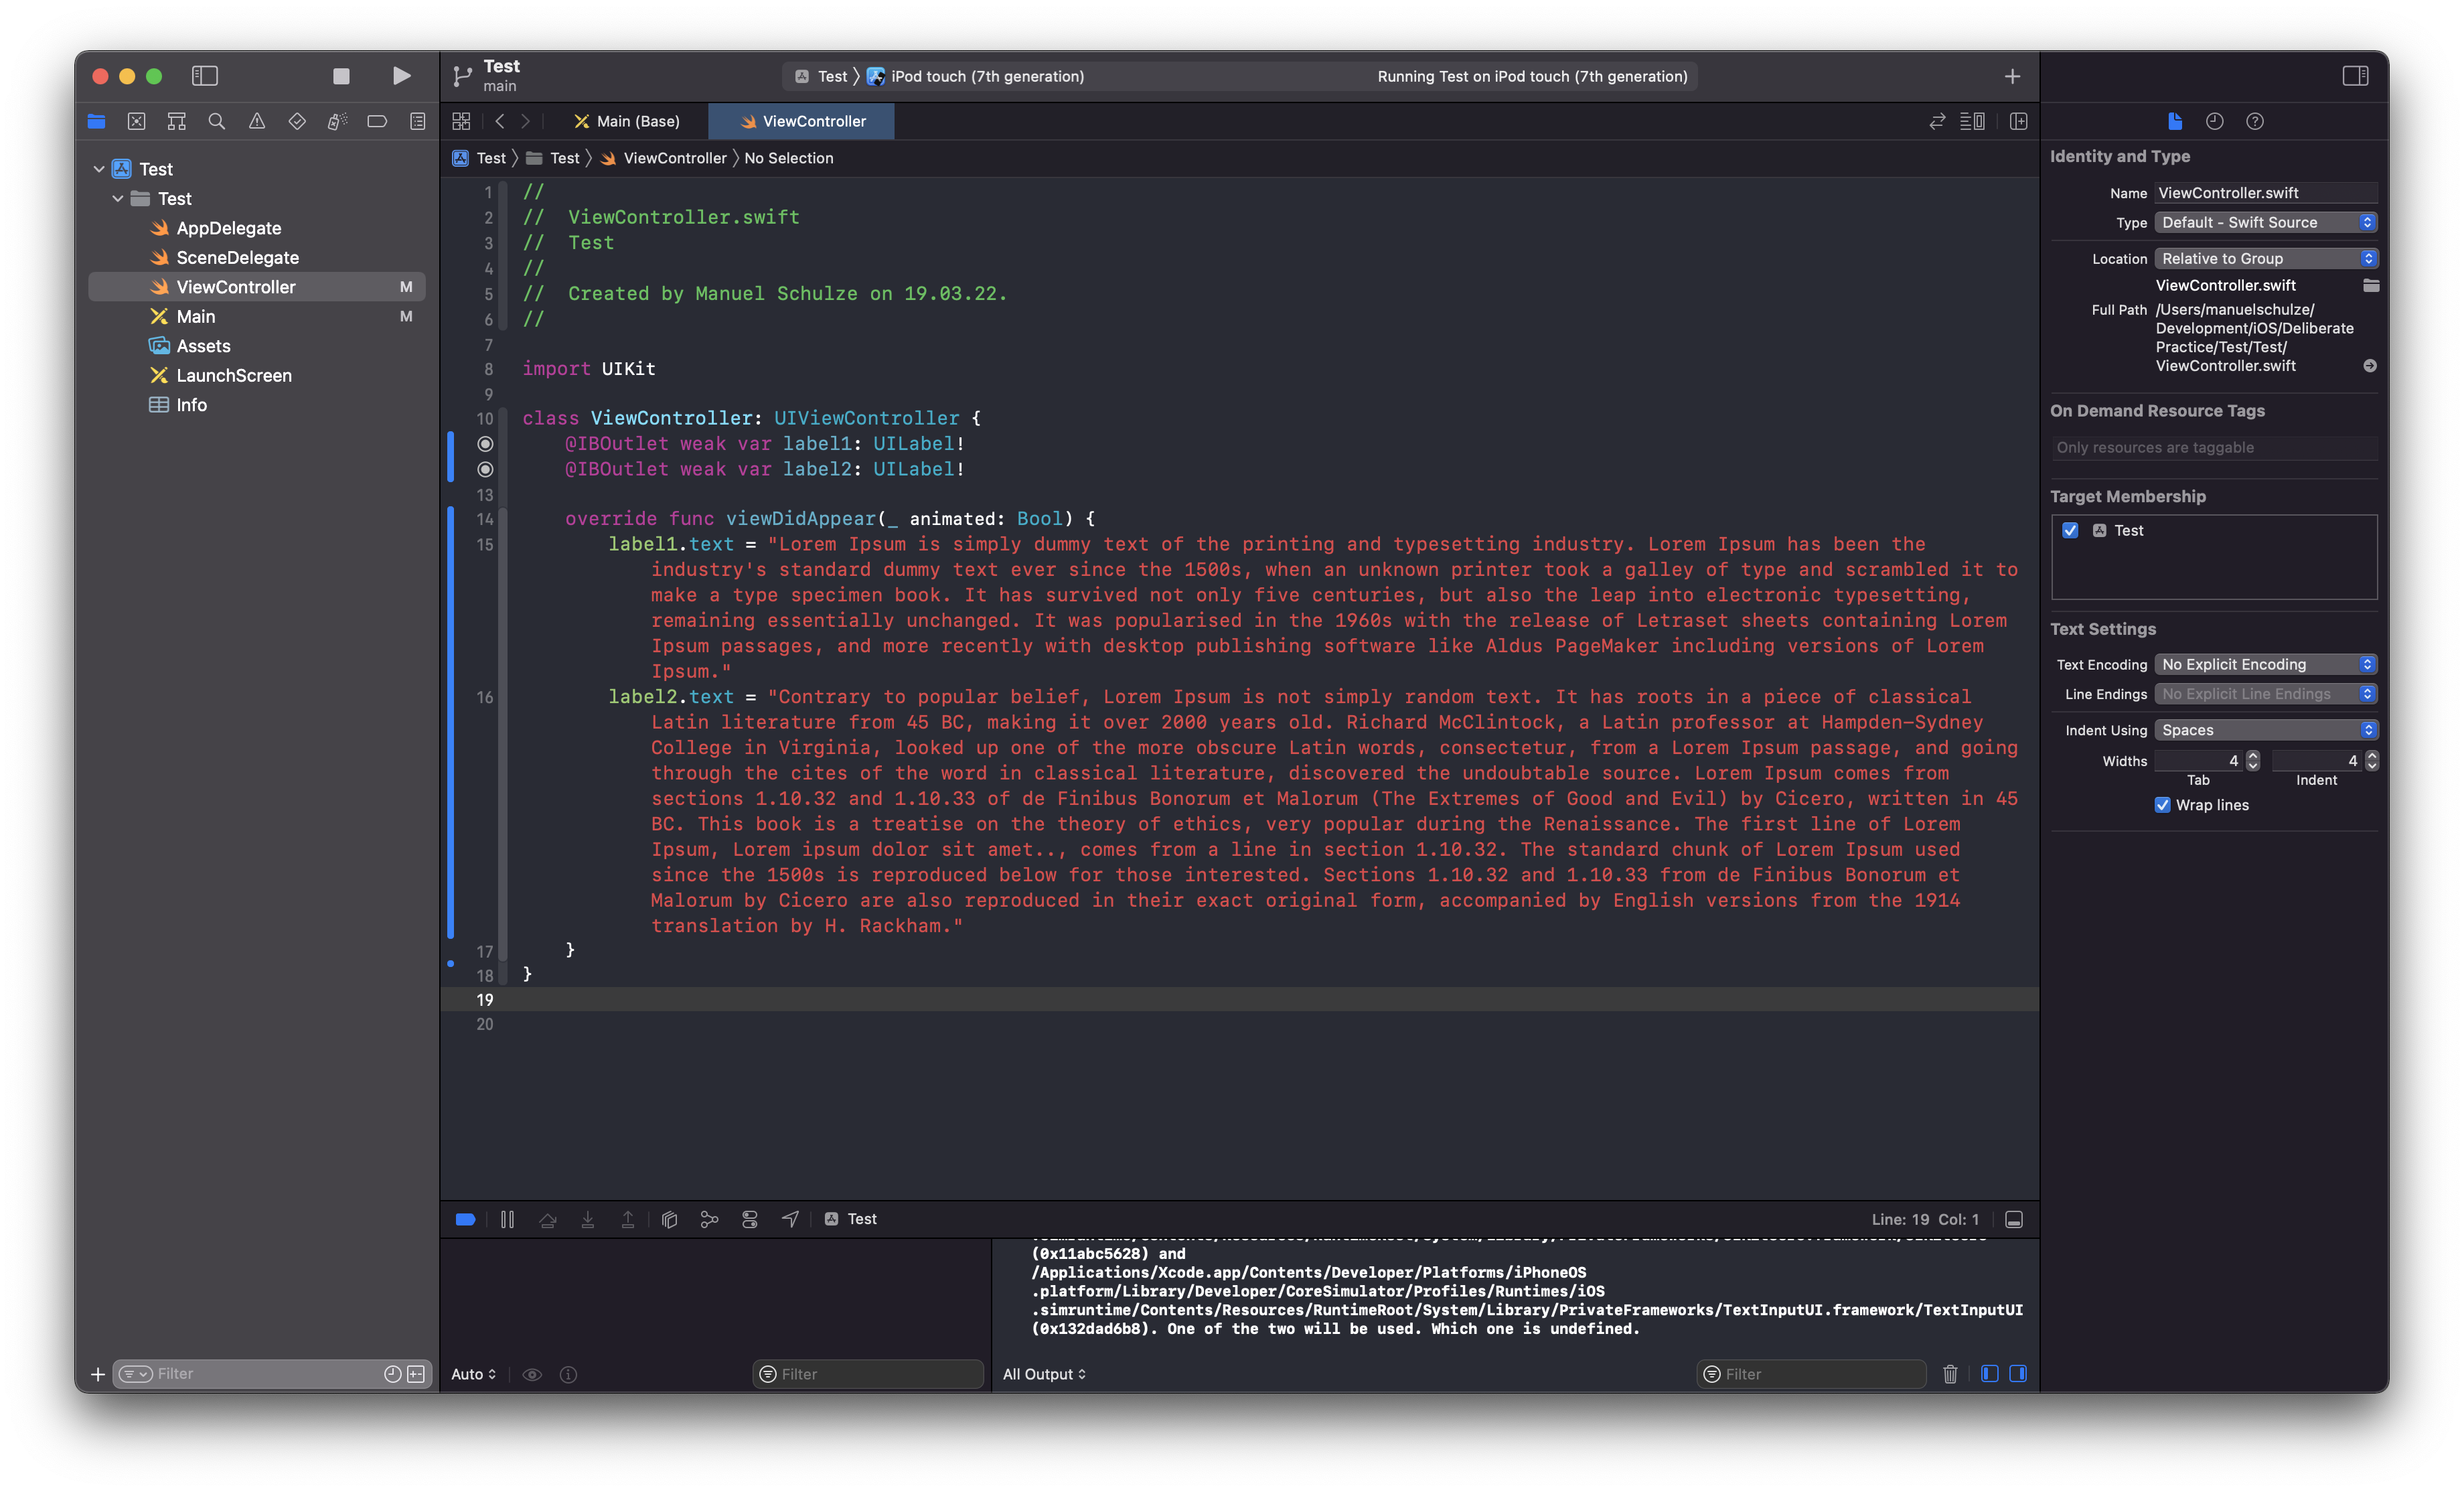 Test
main
Test
iPod touch (7th generation)
Running Test on iPod touch (7th generation)
Main (Base)
ViewController
Test
Test
ViewController
No Selection
Test
Test
AppDelegate
SceneDelegate
ViewController M
Main M
Assets
LaunchScreen
Info
Filter
1 //
2 //  ViewController.swift
3 //  Test
4 //
5 //  Created by Manuel Schulze on 19.03.22.
6 //
7
8 import UIKit
9
10 class ViewController: UIViewController {
@IBOutlet weak var label1: UILabel!
@IBOutlet weak var label2: UILabel!
13
14 override func viewDidAppear(_ animated: Bool) {
15 label1.text = "Lorem Ipsum is simply dummy text of the printing and typesetting industry. Lorem Ipsum has been the
industry's standard dummy text ever since the 1500s, when an unknown printer took a galley of type and scrambled it to
make a type specimen book. It has survived not only five centuries, but also the leap into electronic typesetting,
remaining essentially unchanged. It was popularised in the 1960s with the release of Letraset sheets containing Lorem
Ipsum passages, and more recently with desktop publishing software like Aldus PageMaker including versions of Lorem
Ipsum."
16 label2.text = "Contrary to popular belief, Lorem Ipsum is not simply random text. It has roots in a piece of classical
Latin literature from 45 BC, making it over 2000 years old. Richard McClintock, a Latin professor at Hampden-Sydney
College in Virginia, looked up one of the more obscure Latin words, consectetur, from a Lorem Ipsum passage, and going
through the cites of the word in classical literature, discovered the undoubtable source. Lorem Ipsum comes from
sections 1.10.32 and 1.10.33 of de Finibus Bonorum et Malorum (The Extremes of Good and Evil) by Cicero, written in 45
BC. This book is a treatise on the theory of ethics, very popular during the Renaissance. The first line of Lorem
Ipsum, Lorem ipsum dolor sit amet.., comes from a line in section 1.10.32. The standard chunk of Lorem Ipsum used
since the 1500s is reproduced below for those interested. Sections 1.10.32 and 1.10.33 from de Finibus Bonorum et
Malorum by Cicero are also reproduced in their exact original form, accompanied by English versions from the 1914
translation by H. Rackham."
17 }
18 }
19
20
Test
Line: 19 Col: 1
(0x11abc5628) and
/Applications/Xcode.app/Contents/Developer/Platforms/iPhoneOS
.platform/Library/Developer/CoreSimulator/Profiles/Runtimes/iOS
.simruntime/Contents/Resources/RuntimeRoot/System/Library/PrivateFrameworks/TextInputUI.framework/TextInputUI
(0x132dad6b8). One of the two will be used. Which one is undefined.
Auto
Filter
All Output
Filter
Identity and Type
Name ViewController.swift
Type Default - Swift Source
Location Relative to Group
ViewController.swift
Full Path /Users/manuelschulze/
Development/iOS/Deliberate
Practice/Test/Test/
ViewController.swift
On Demand Resource Tags
Only resources are taggable
Target Membership
Test
Text Settings
Text Encoding No Explicit Encoding
Line Endings No Explicit Line Endings
Indent Using Spaces
Widths 4 4
Tab Indent
Wrap lines